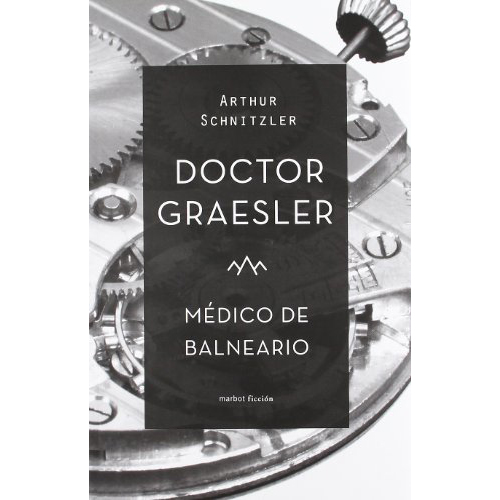 ARTHUR
SCHNITZLER
DOCTOR
GRAESLER
MÉDICO DE
BALNEARIO
marbot ficción